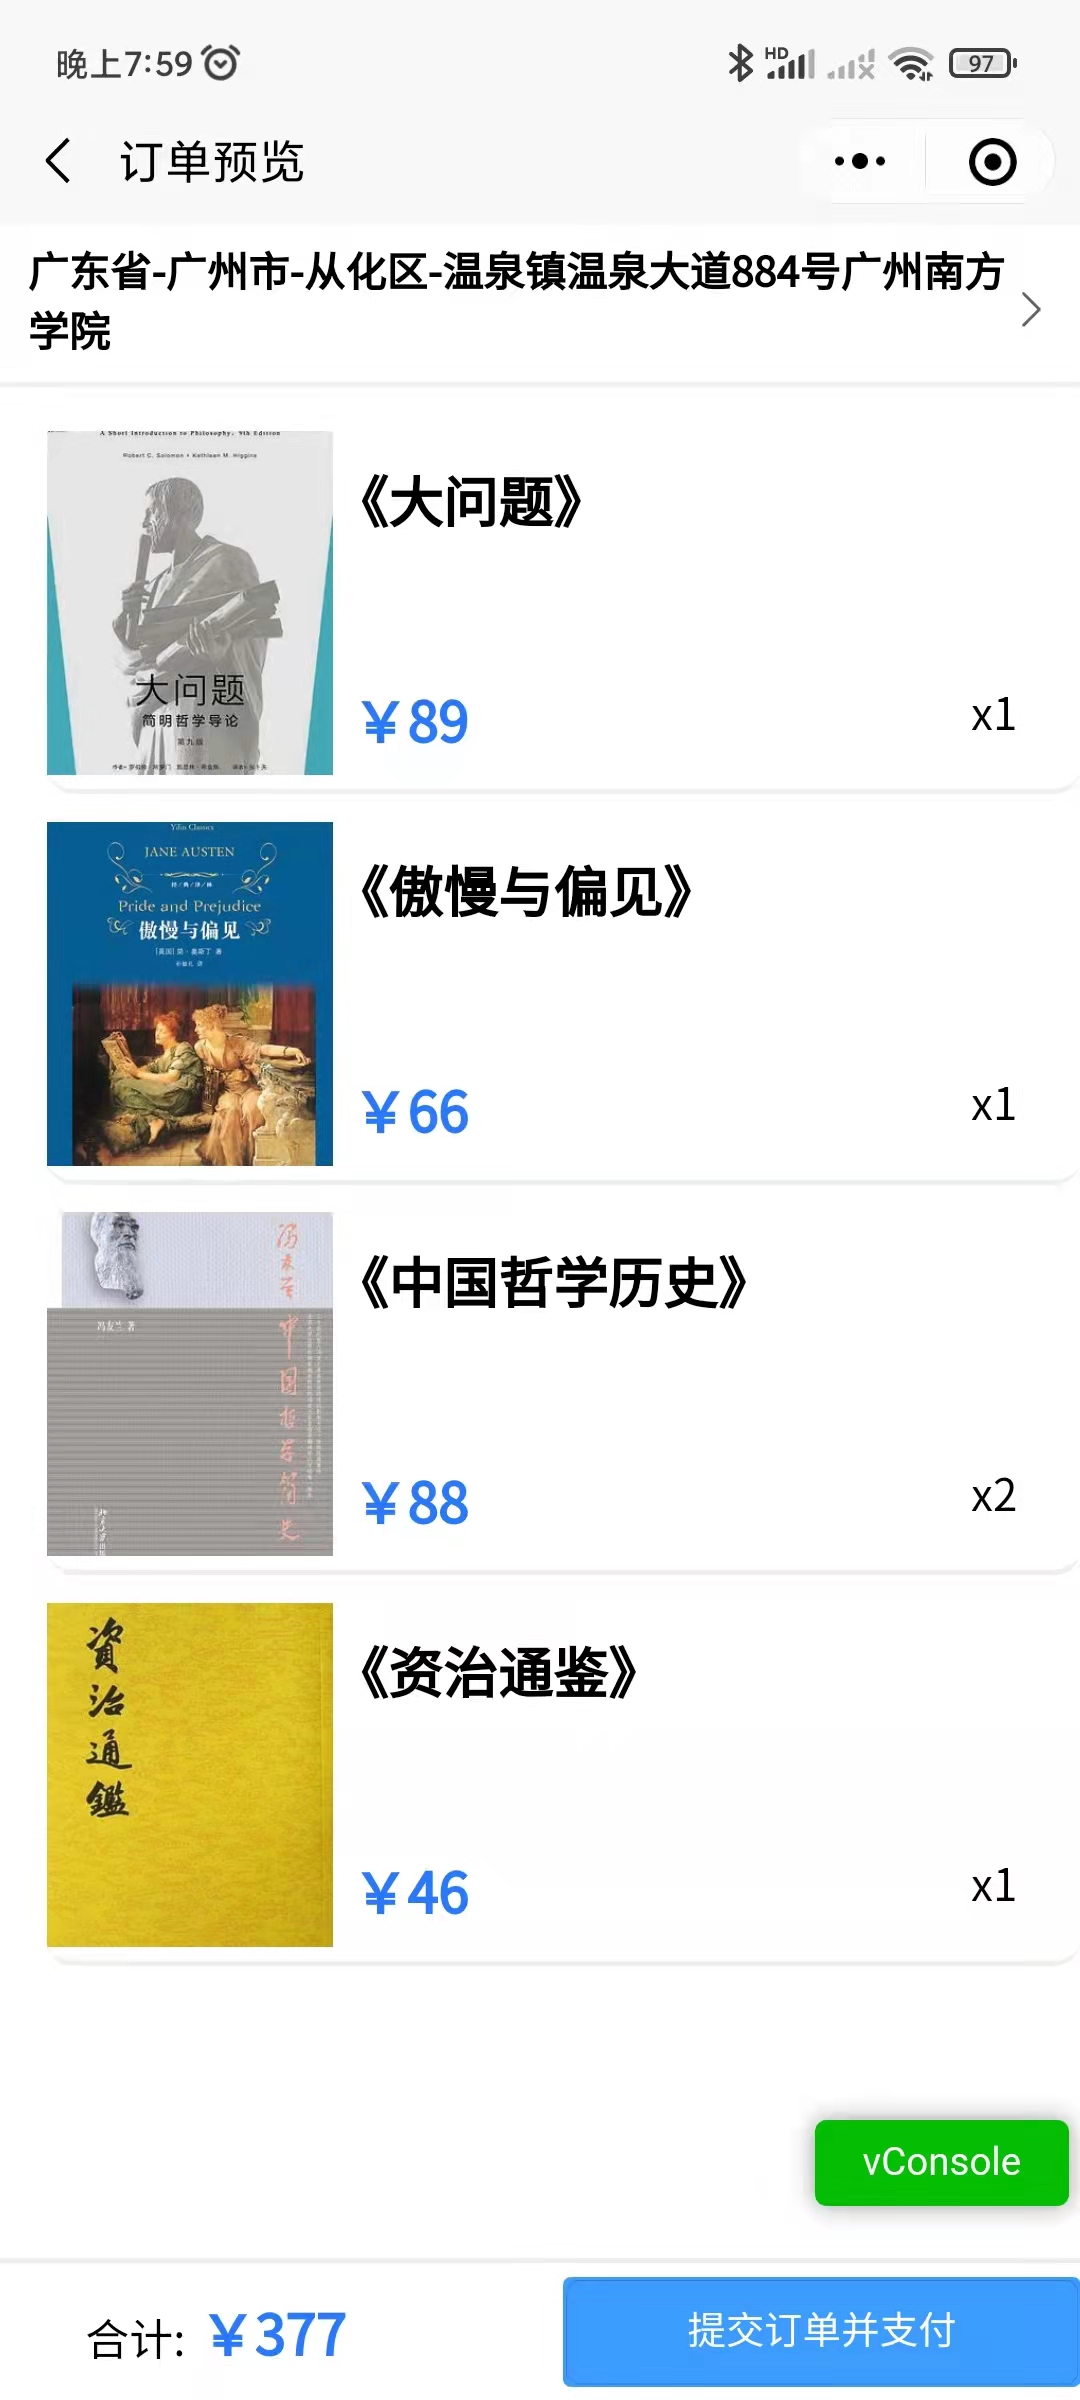 晚上7:59
HD
97
订单预览
广东省-广州市-从化区-温泉镇温泉大道884号广州南方
学院
A Short Introduction to Philosophy, 9th Edition
Robert C. Solomon • Kathleen M. Higgins
大问题
简明哲学导论
第九版
《大问题》
¥89
x1
Yilin Classics
JANE AUSTEN
经/典/译/林
Pride and Prejudice
傲慢与偏见
《傲慢与偏见》
¥66
x1
冯友兰 中国哲学简史
冯友兰 著
《中国哲学历史》
¥88
x2
資治通鑑
《资治通鉴》
¥46
x1
vConsole
合计: ¥377
提交订单并支付